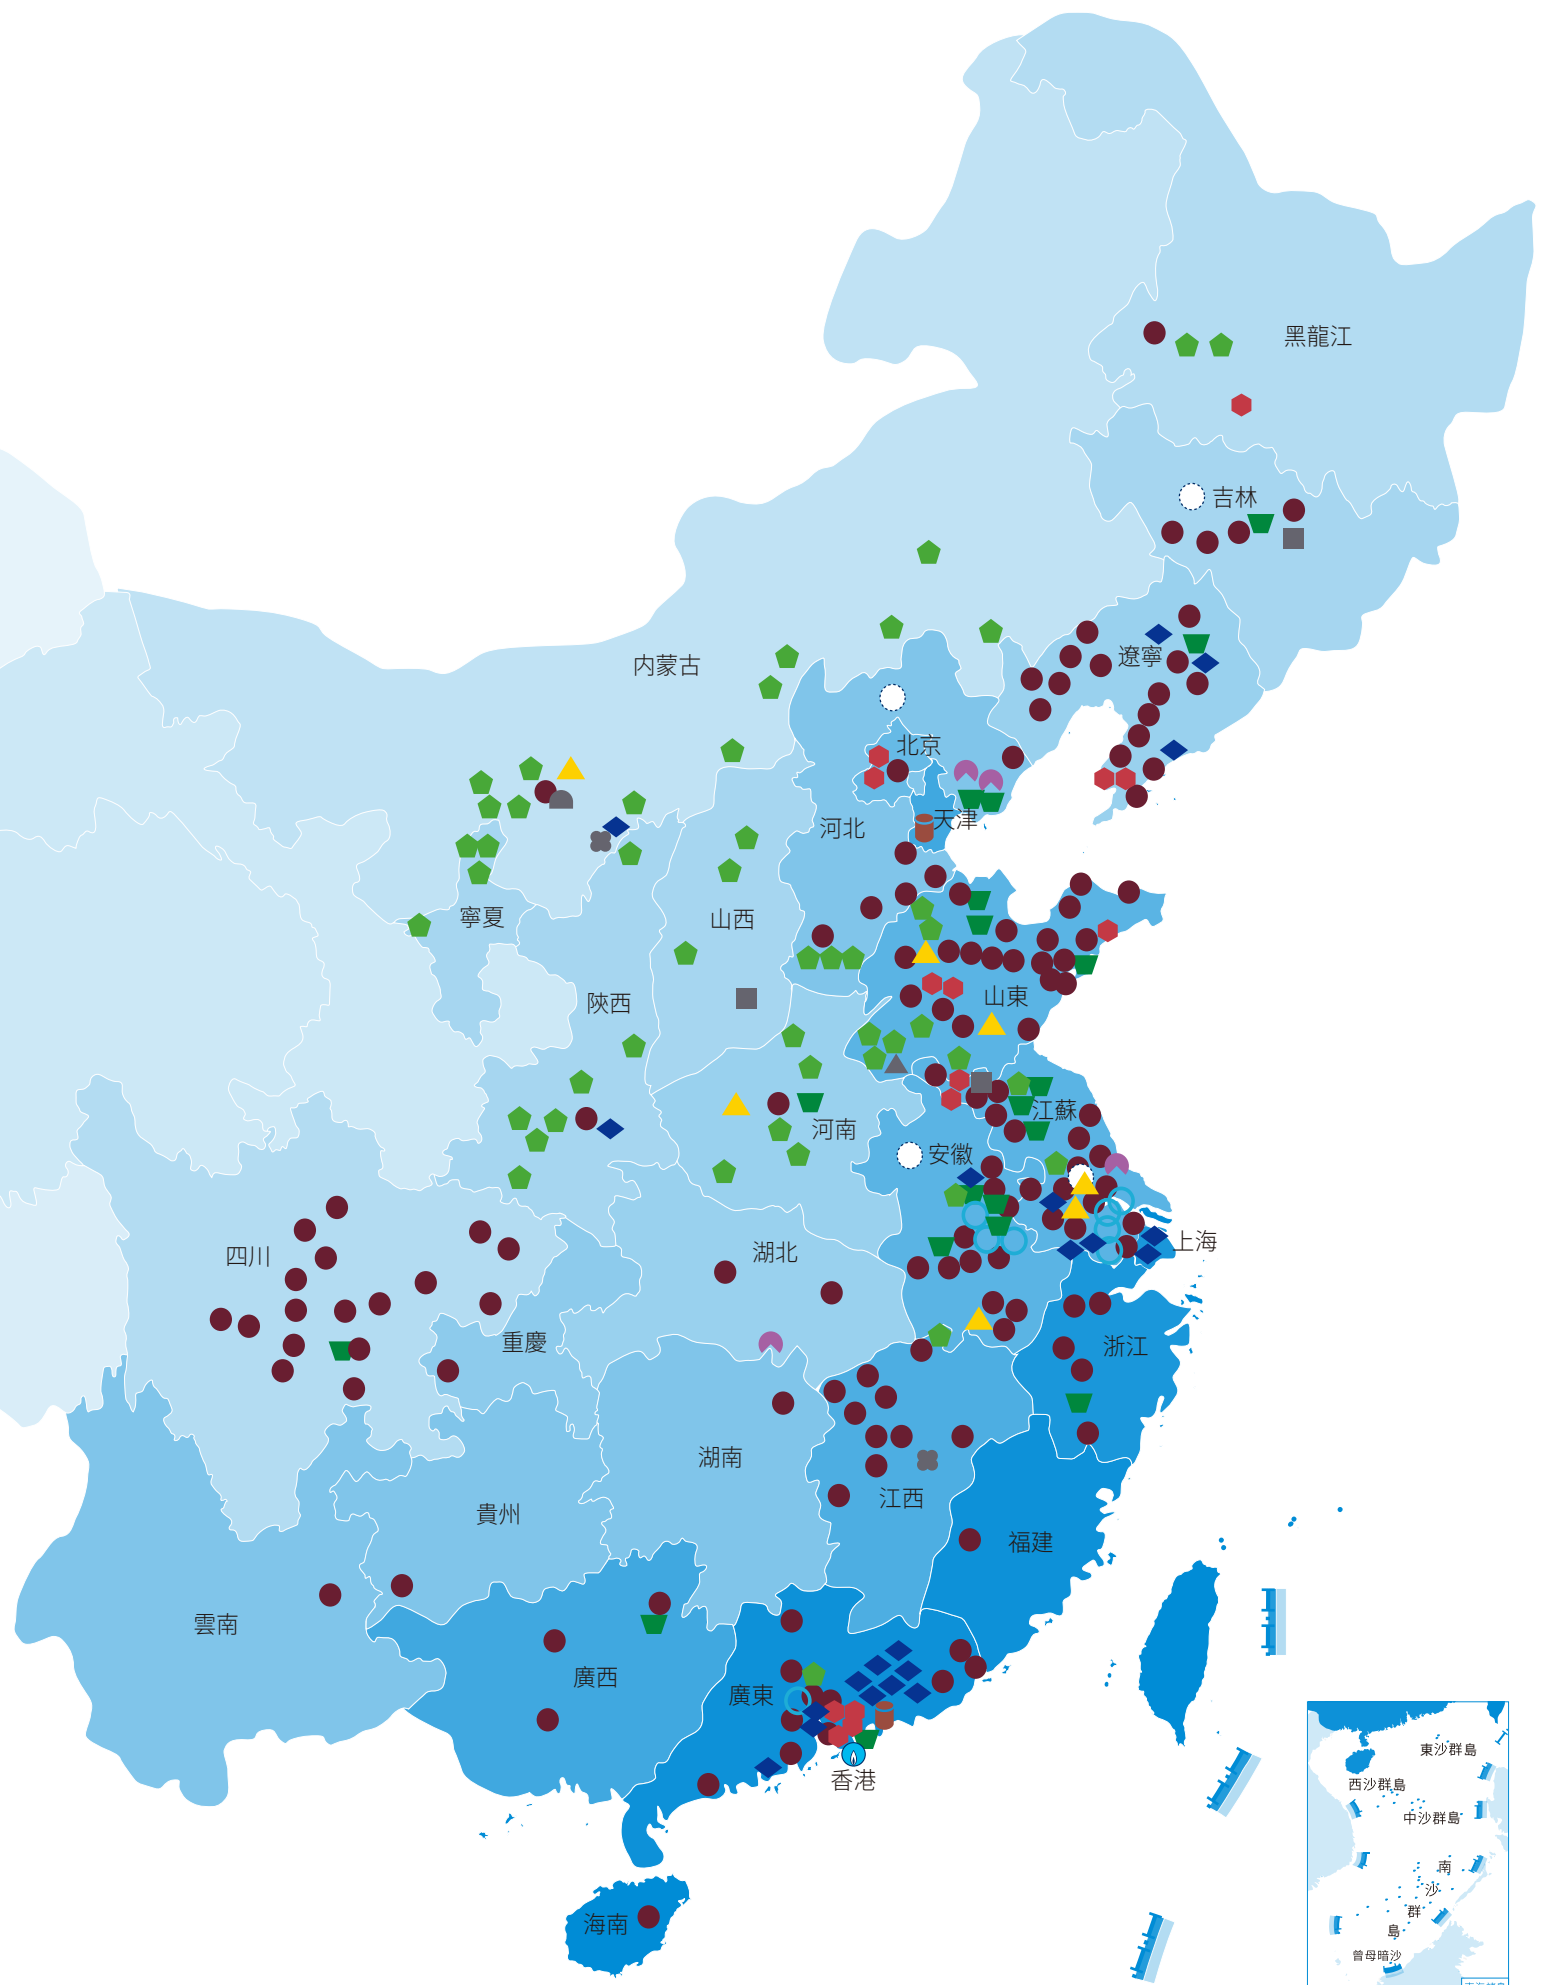 黑龍江
吉林
遼寧
内蒙古
北京
天津
河北
山西
寧夏
陝西
山東
河南
江蘇
安徽
上海
湖北
四川
重慶
浙江
湖南
江西
貴州
福建
雲南
廣西
廣東
香港
海南
東沙群島
西沙群島
中沙群島
南
沙
群
島
曾母暗沙